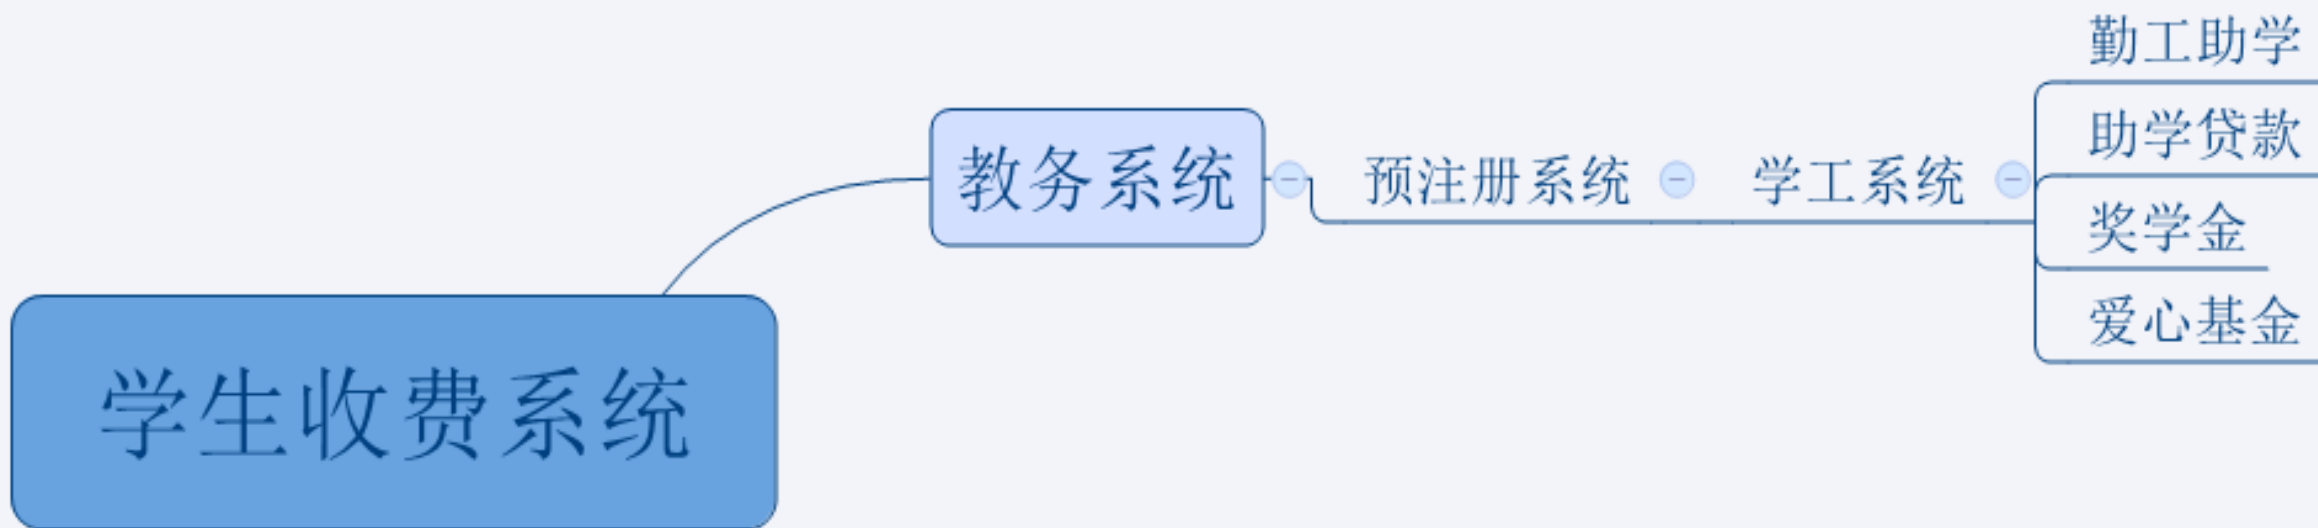 勤工助学
助学贷款
教务系统
预注册系统
学工系统
奖学金
爱心基金
学生收费系统